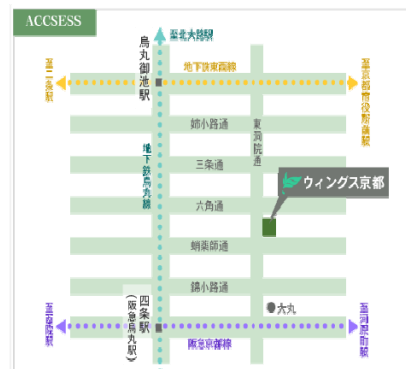 ACCSESS
至北大路駅
烏丸御池駅
地下鉄東西線
至二条駅
至京都市役所前駅
姉小路通
東洞院通
地下鉄烏丸線
三条通
ウィングス京都
六角通
蛸薬師通
錦小路通
四条駅
(阪急烏丸駅)
大丸
至河原町駅
阪急京都線